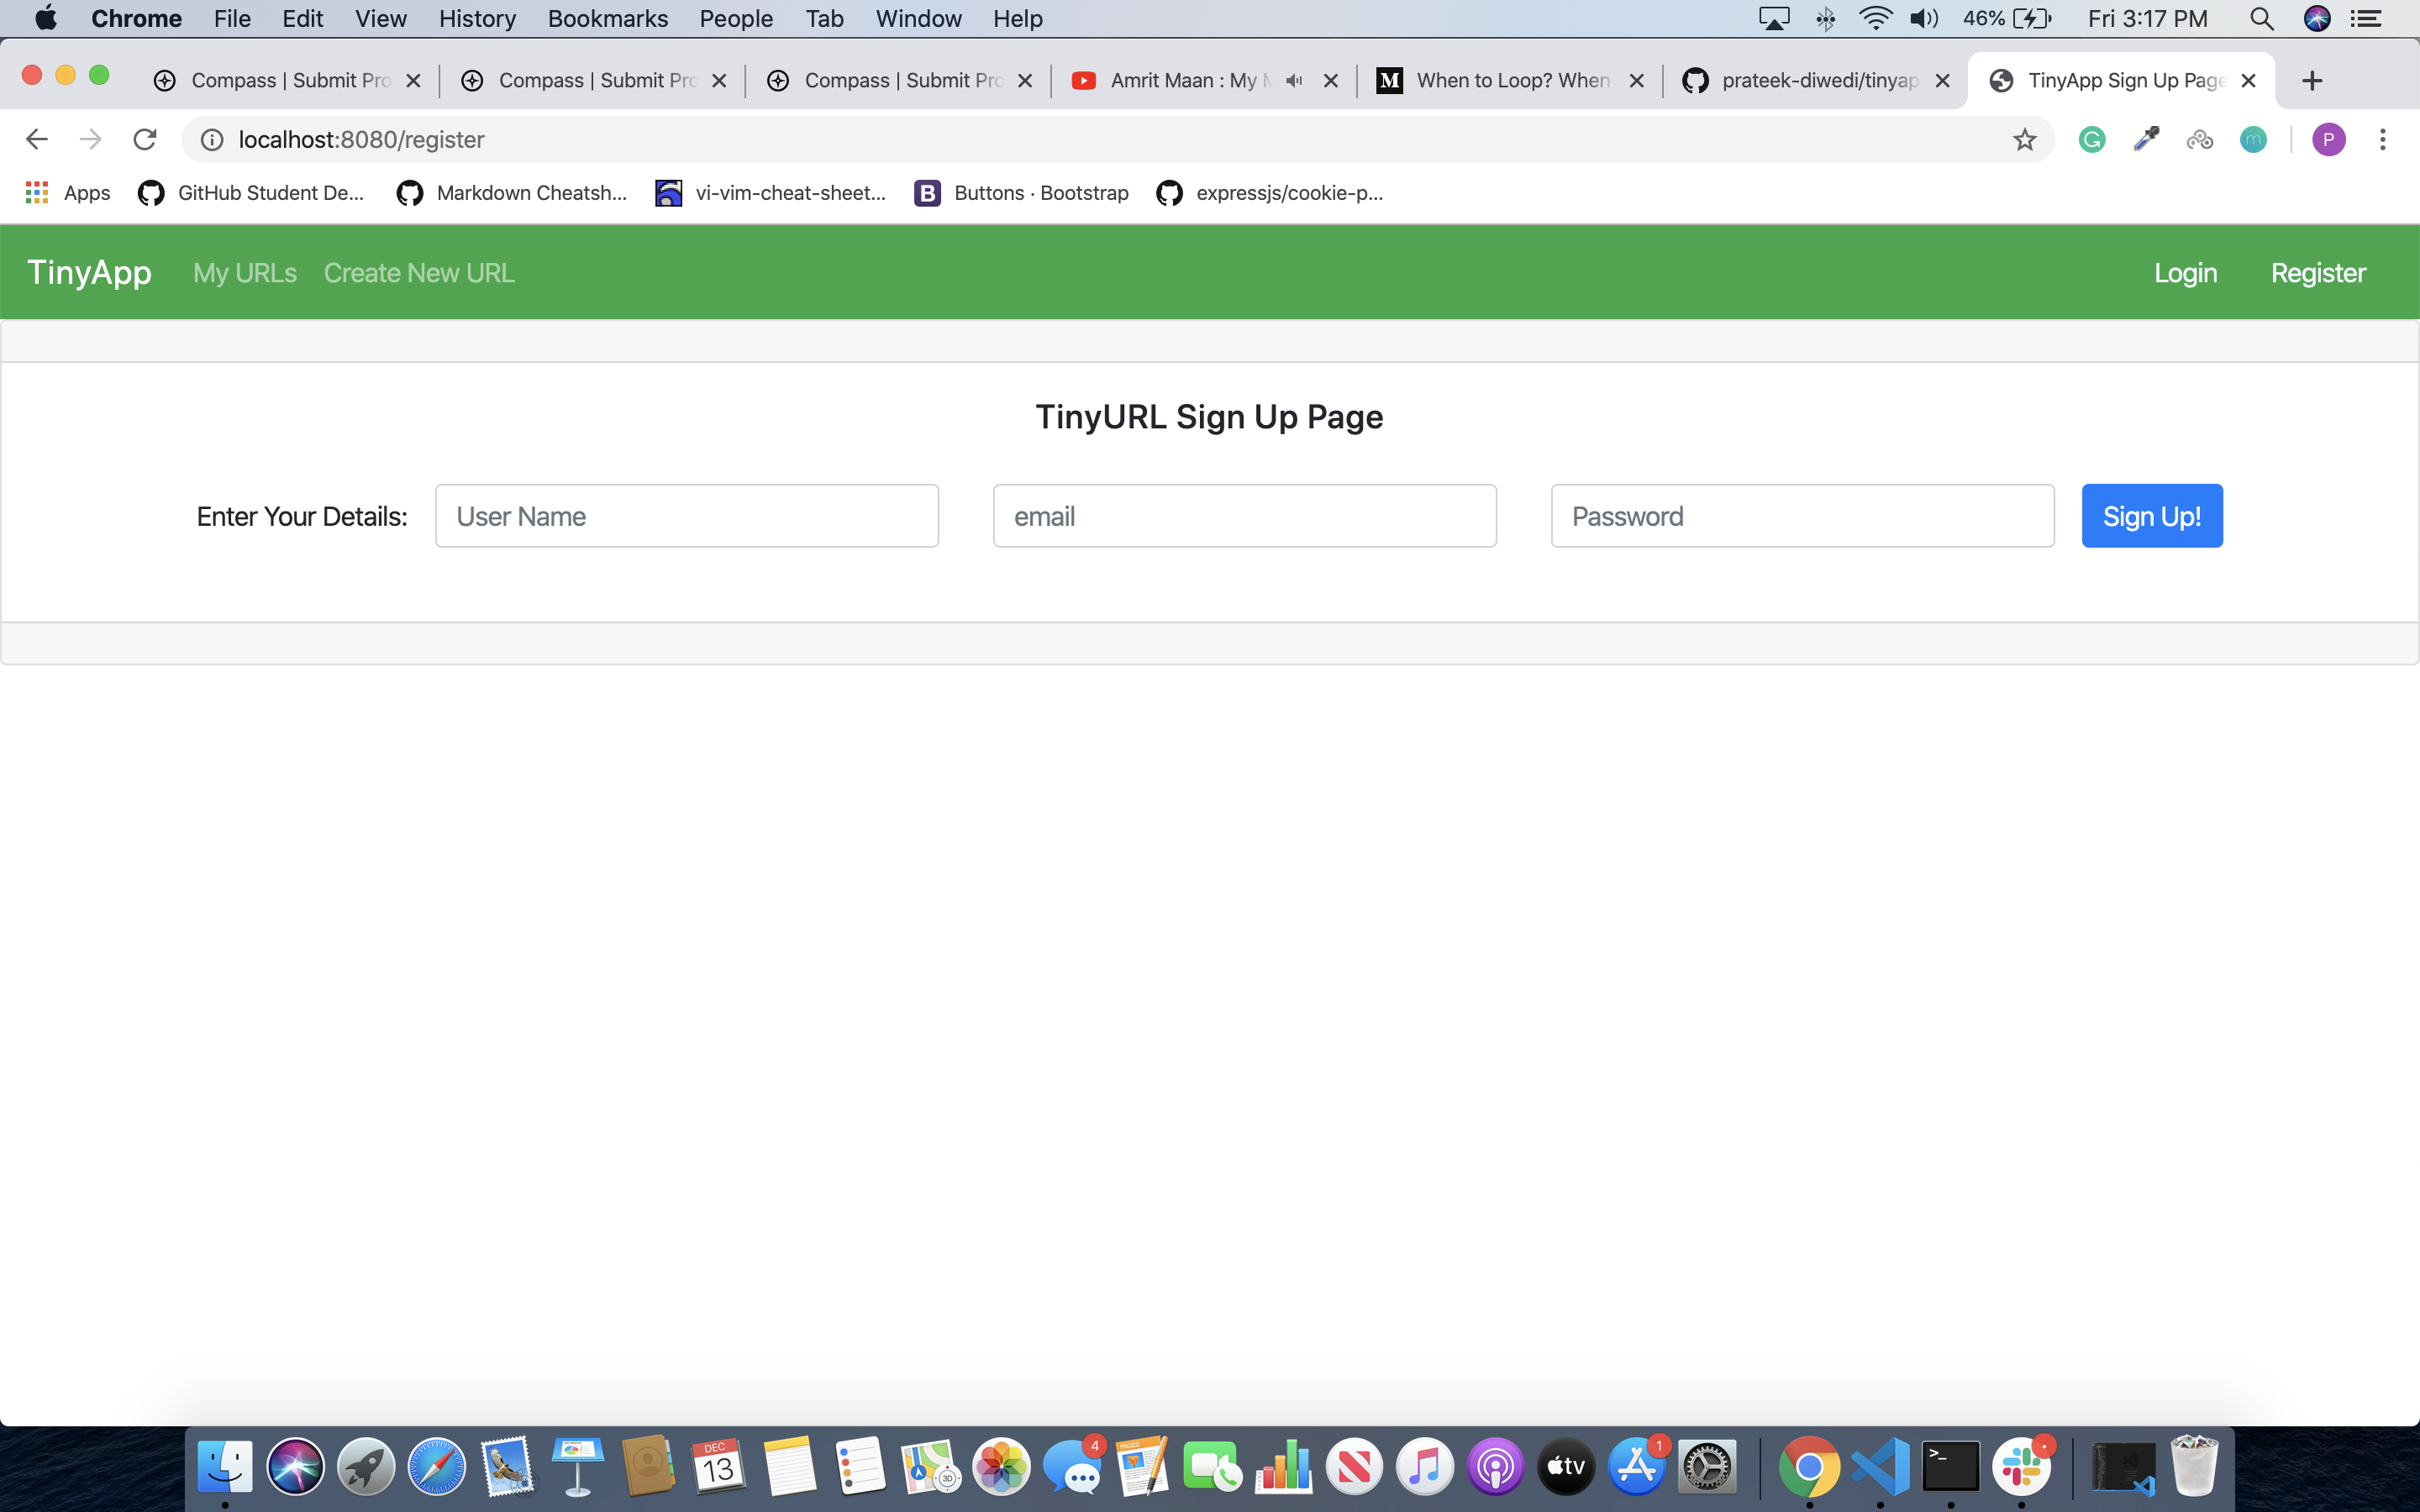 Chrome File Edit View History Bookmarks People Tab Window Help 46% Fri 3:17 PM
Compass | Submit Pro Compass | Submit Pro Compass | Submit Pro Amrit Maan : My M When to Loop? When prateek-diwedi/tinyap TinyApp Sign Up Page
localhost:8080/register P
Apps GitHub Student De... Markdown Cheatsh... vi-vim-cheat-sheet... B Buttons · Bootstrap expressjs/cookie-p...
TinyApp My URLs Create New URL Login Register
TinyURL Sign Up Page
Enter Your Details: User Name email Password Sign Up!
DEC 13 3D 4 PAGES tv 1 >_